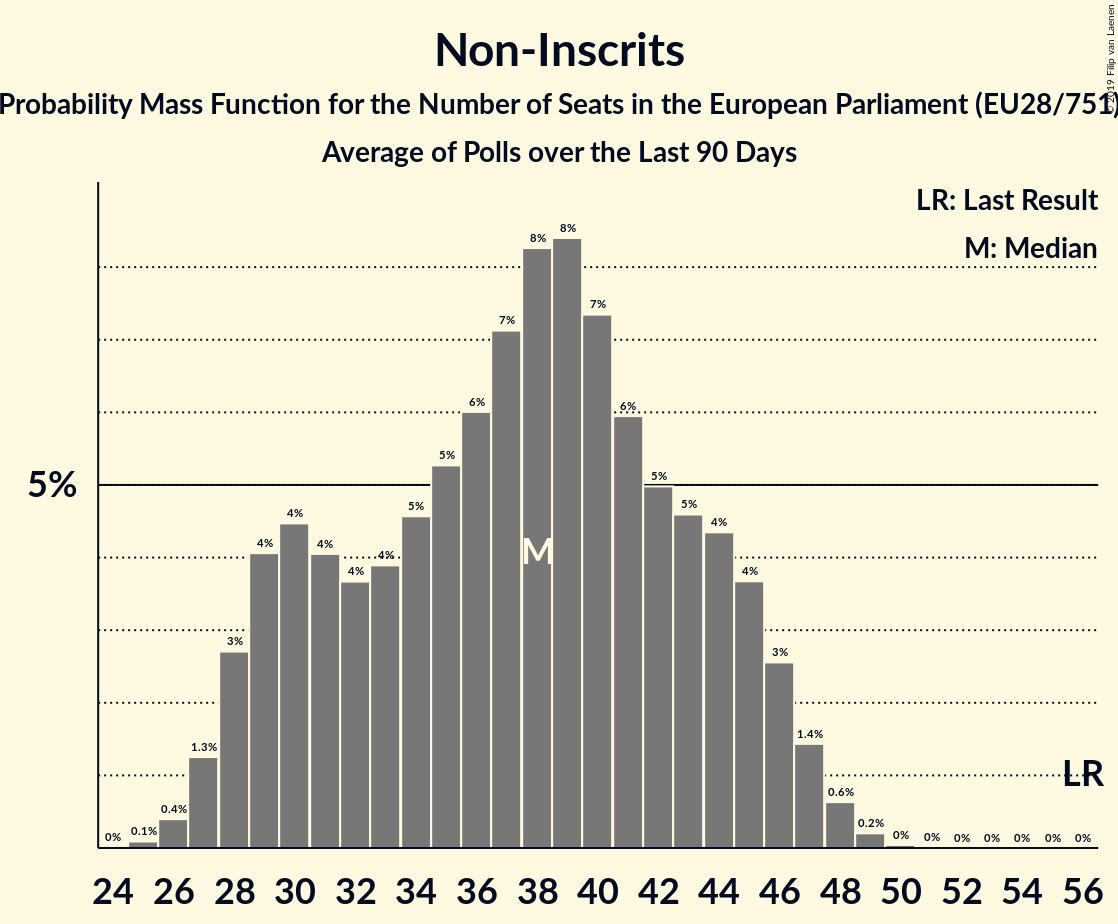 © 2019 Filip van Laenen
Non-Inscrits
Probability Mass Function for the Number of Seats in the European Parliament (EU28/751)
Average of Polls over the Last 90 Days
LR: Last Result
M: Median
5%
0% 0.1% 0.4% 1.3% 3% 4% 4% 4% 4% 4% 5% 5% 6% 7% 8% 8% 7% 6% 5% 5% 4% 4% 3% 1.4% 0.6% 0.2% 0% 0% 0% 0% 0% 0% 0%
M
LR
24 26 28 30 32 34 36 38 40 42 44 46 48 50 52 54 56